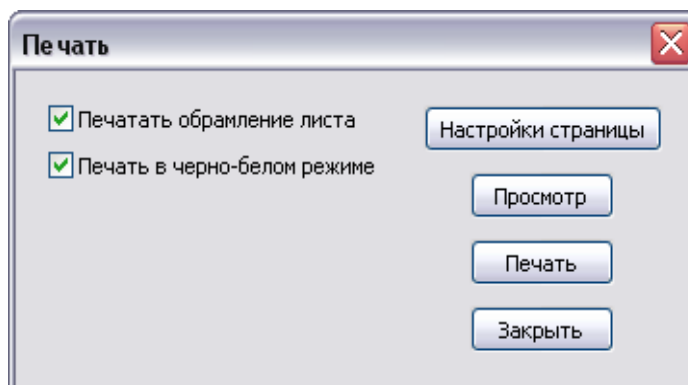 Печать
Печатать обрамление листа
Печать в черно-белом режиме
Настройки страницы
Просмотр
Печать
Закрыть